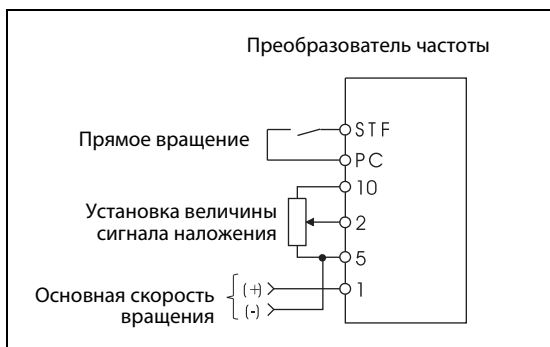 Преобразователь частоты
STF
Прямое вращение
PC
10
Установка величины
сигнала наложения
2
5
Основная скорость
вращения
(+)
(-)
1